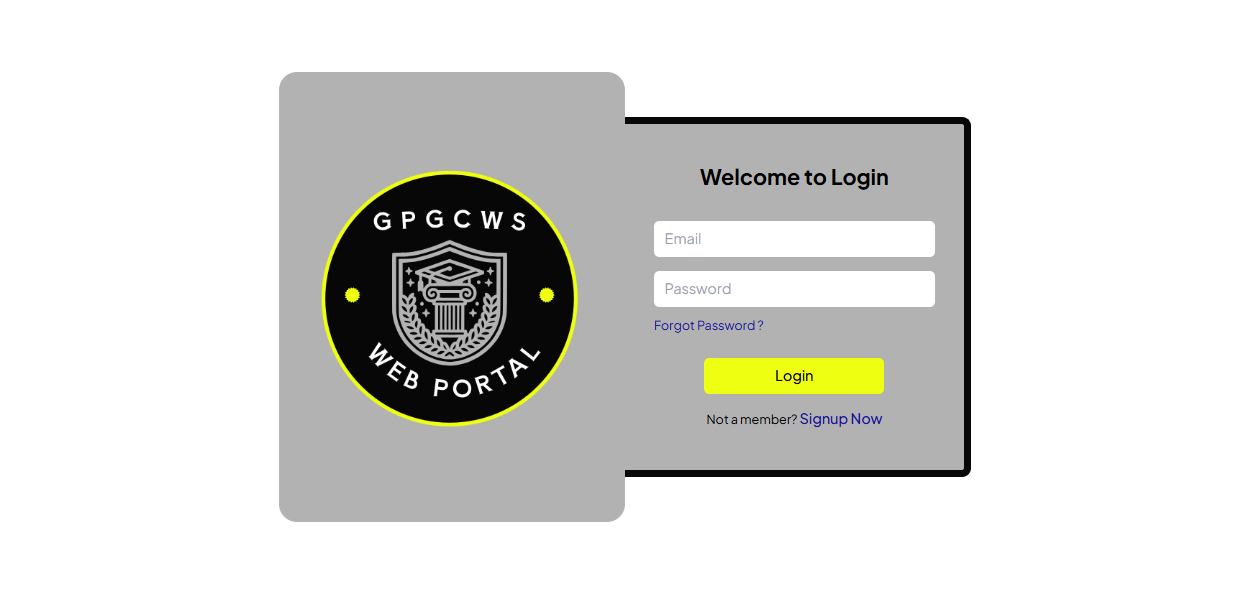 GPGCWS
WEB PORTAL
Welcome to Login
Email
Password
Forgot Password ?
Login
Not a member? Signup Now